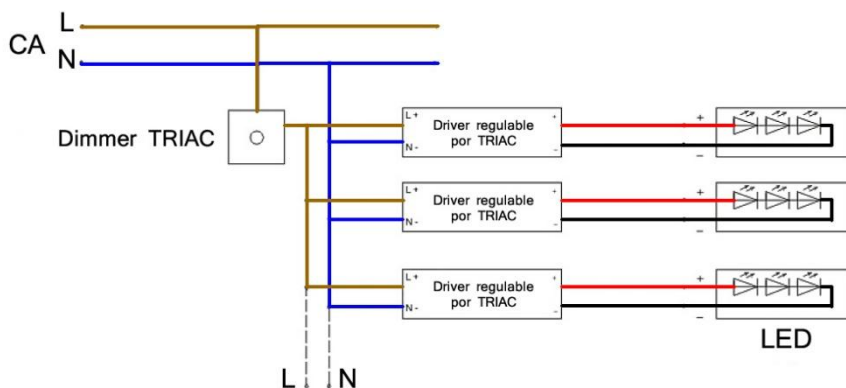 L
CA
N
Dimmer TRIAC
L +
Driver regulable
+
por TRIAC
N -
–
+
–
L +
Driver regulable
+
por TRIAC
N -
–
+
–
L +
Driver regulable
+
por TRIAC
N -
–
+
–
LED
L N